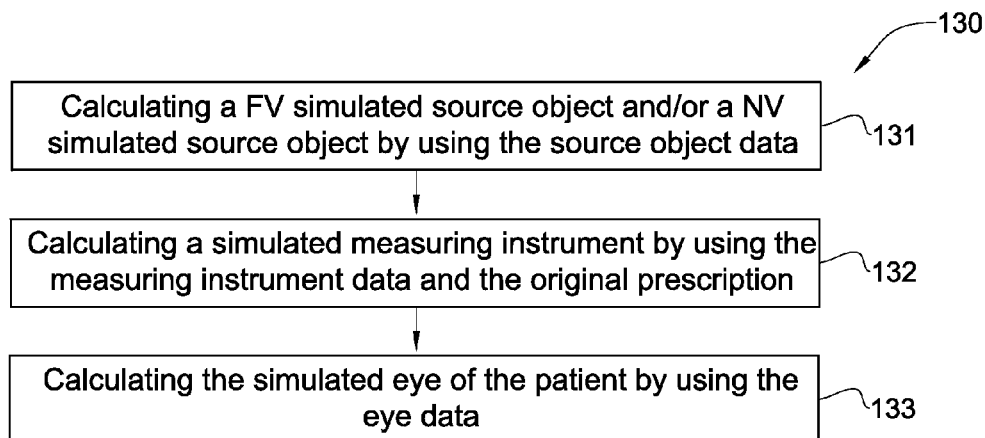 130
Calculating a FV simulated source object and/or a NV
simulated source object by using the source object data
131
Calculating a simulated measuring instrument by using the
measuring instrument data and the original prescription
132
Calculating the simulated eye of the patient by using the
eye data
133